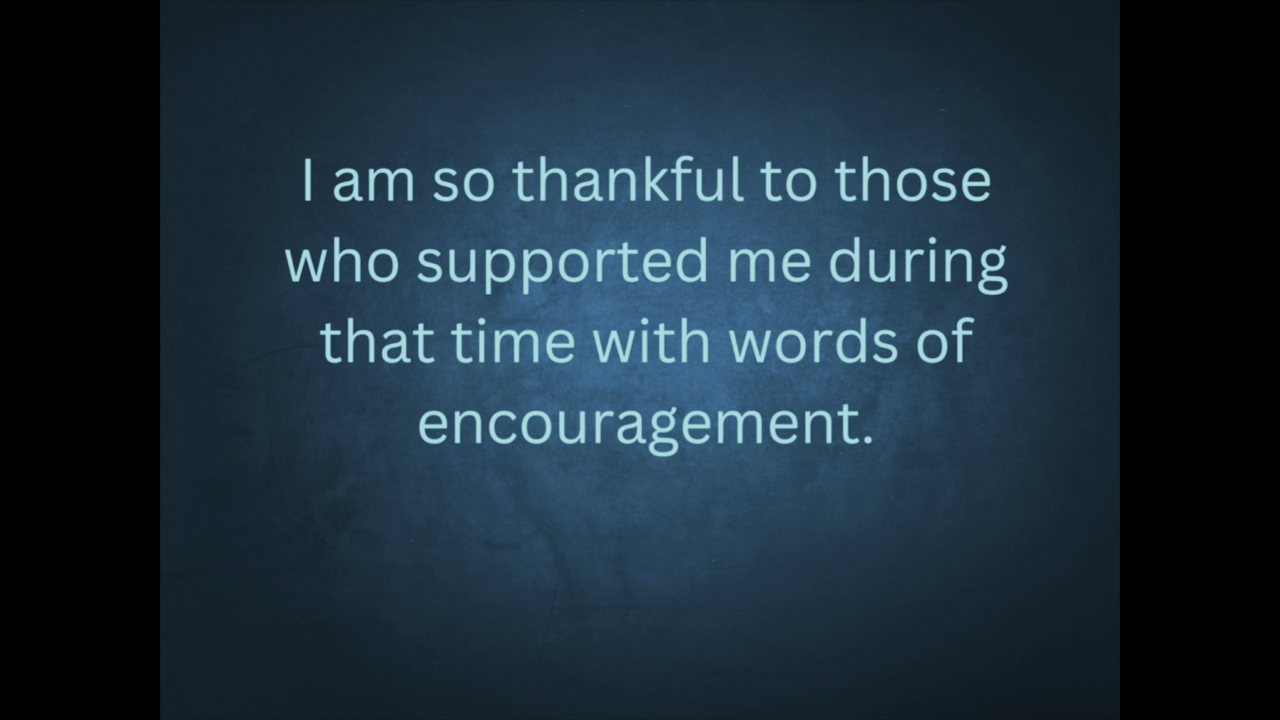 I am so thankful to those
who supported me during
that time with words of
encouragement.